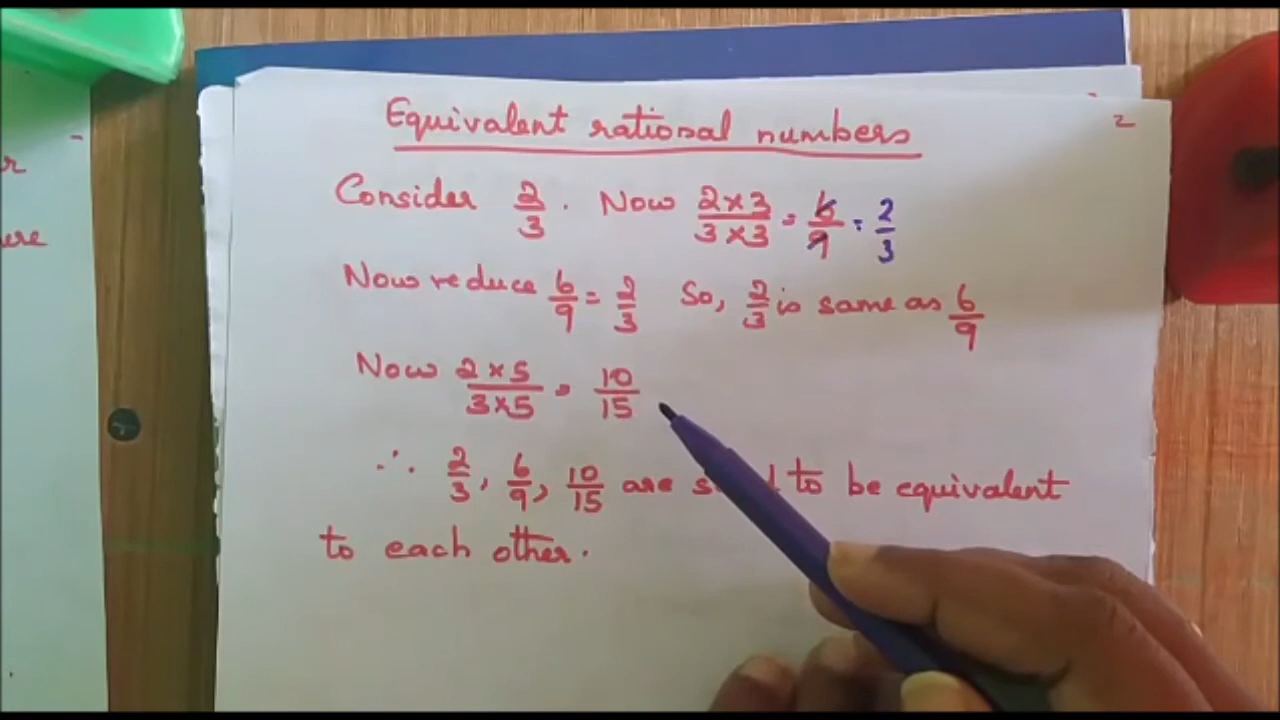 Equivalent rational numbers
2
Consider 2/3. Now 2×3/3×3 = 6/9 = 2/3
Now reduce 6/9 = 2/3 So, 2/3 is same as 6/9
Now 2×5/3×5 = 10/15
∴ 2/3, 6/9, 10/15 are to be equivalent
to each other.